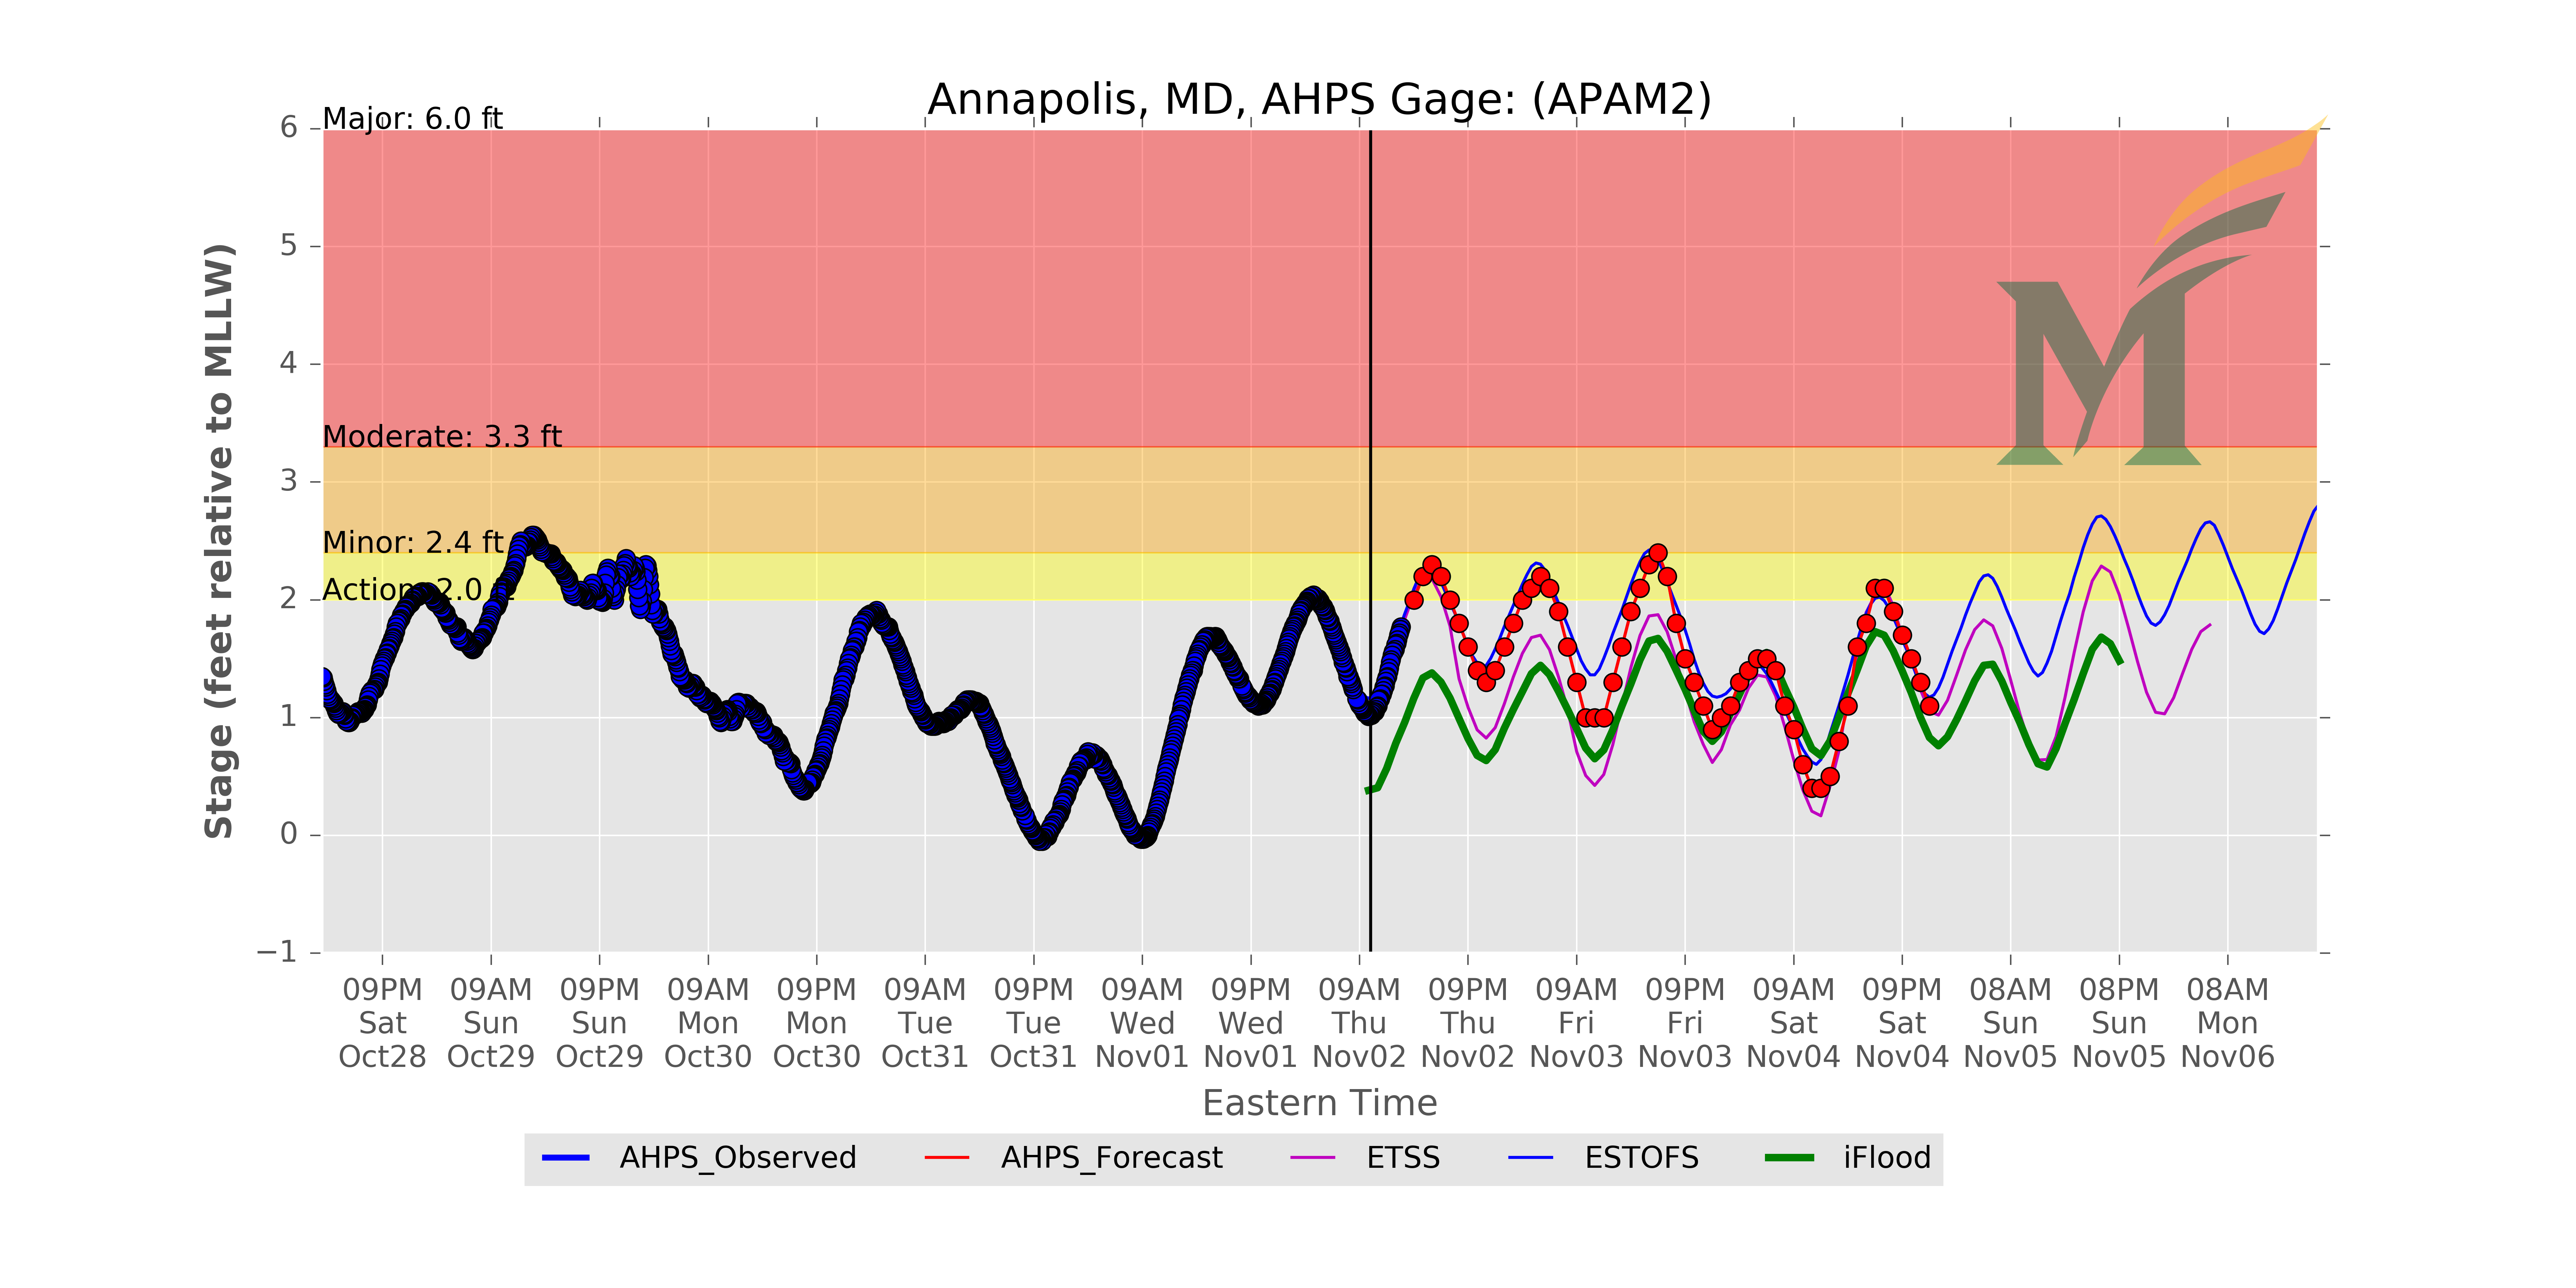 Annapolis, MD, AHPS Gage: (APAM2)
Major: 6.0 ft
Moderate: 3.3 ft
Minor: 2.4 ft
Action: 2.0 ft
6
5
4
3
2
1
0
−1
Stage (feet relative to MLLW)
09PM 09AM 09PM 09AM 09PM 09AM 09PM 09AM 09PM 09AM 09PM 09AM 09PM 09AM 09PM 08AM 08PM 08AM
Sat Sun Sun Mon Mon Tue Tue Wed Wed Thu Thu Fri Fri Sat Sat Sun Sun Mon
Oct28 Oct29 Oct29 Oct30 Oct30 Oct31 Oct31 Nov01 Nov01 Nov02 Nov02 Nov03 Nov03 Nov04 Nov04 Nov05 Nov05 Nov06
Eastern Time
AHPS_Observed AHPS_Forecast ETSS ESTOFS iFlood